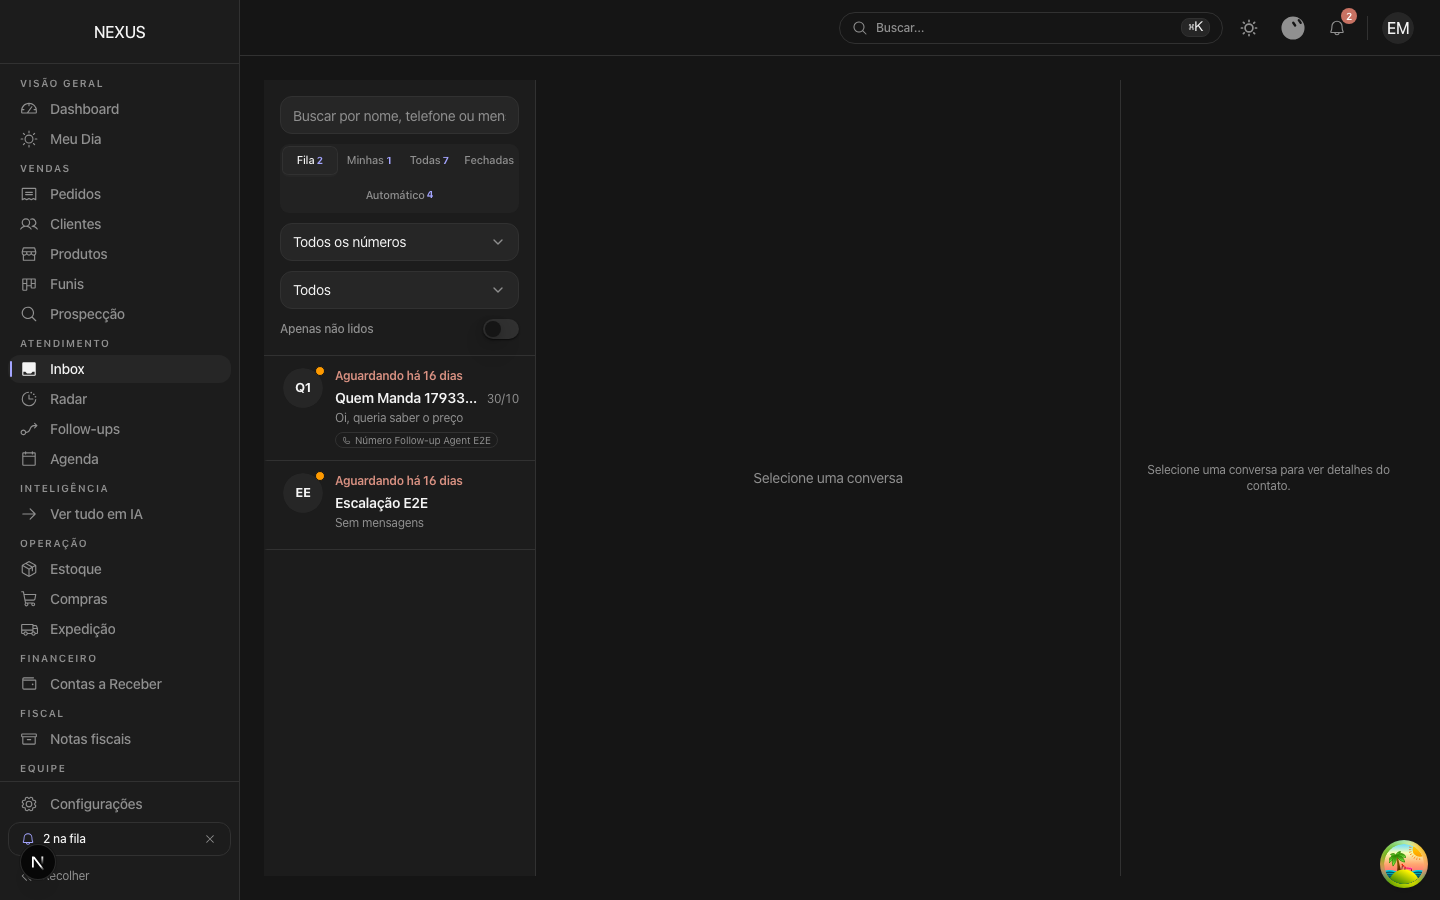 NEXUS
VISÃO GERAL
Dashboard
Meu Dia
VENDAS
Pedidos
Clientes
Produtos
Funis
Prospecção
ATENDIMENTO
Inbox
Radar
Follow-ups
Agenda
INTELIGÊNCIA
Ver tudo em IA
OPERAÇÃO
Estoque
Compras
Expedição
FINANCEIRO
Contas a Receber
FISCAL
Notas fiscais
EQUIPE
Configurações
2 na fila
N
Buscar...
⌘K
2
EM
Buscar por nome, telefone ou men
Fila 2
Minhas 1
Todas 7
Fechadas
Automático 4
Todos os números
Todos
Apenas não lidos
Q1
Aguardando há 16 dias
Quem Manda 17933... 30/10
Oi, queria saber o preço
Número Follow-up Agent E2E
EE
Aguardando há 16 dias
Escalação E2E
Sem mensagens
Selecione uma conversa
Selecione uma conversa para ver detalhes do
contato.